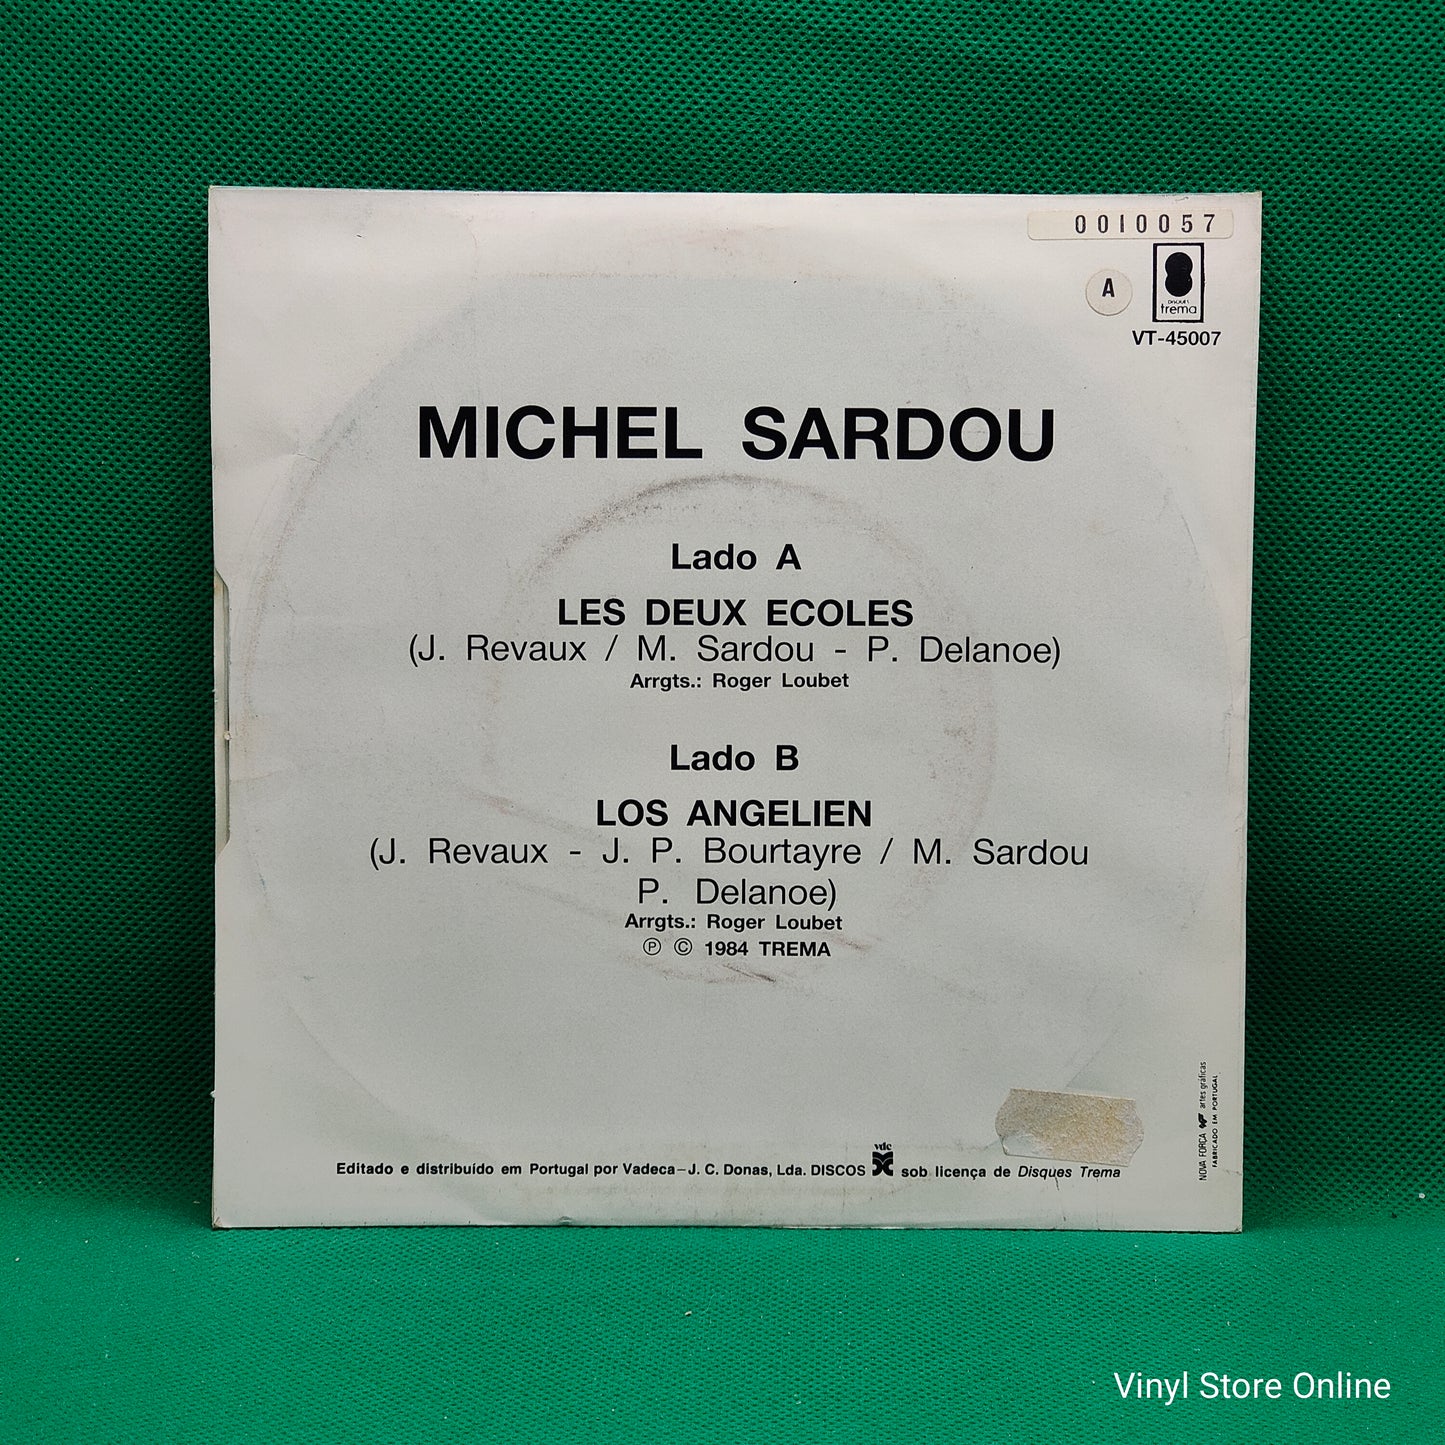 0010057
A
trema
VT-45007
MICHEL SARDOU
Lado A
LES DEUX ECOLES
(J. Revaux / M. Sardou - P. Delanoe)
Arrgts.: Roger Loubet
Lado B
LOS ANGELIEN
(J. Revaux - J. P. Bourtayre / M. Sardou
P. Delanoe)
Arrgts.: Roger Loubet
℗ © 1984 TREMA
vdc
Editado e distribuído em Portugal por Vadeca—J. C. Donas, Lda. DISCOS sob licença de Disques Trema
NOVA FORÇA artes gráficas
FABRICADO EM PORTUGAL
Vinyl Store Online